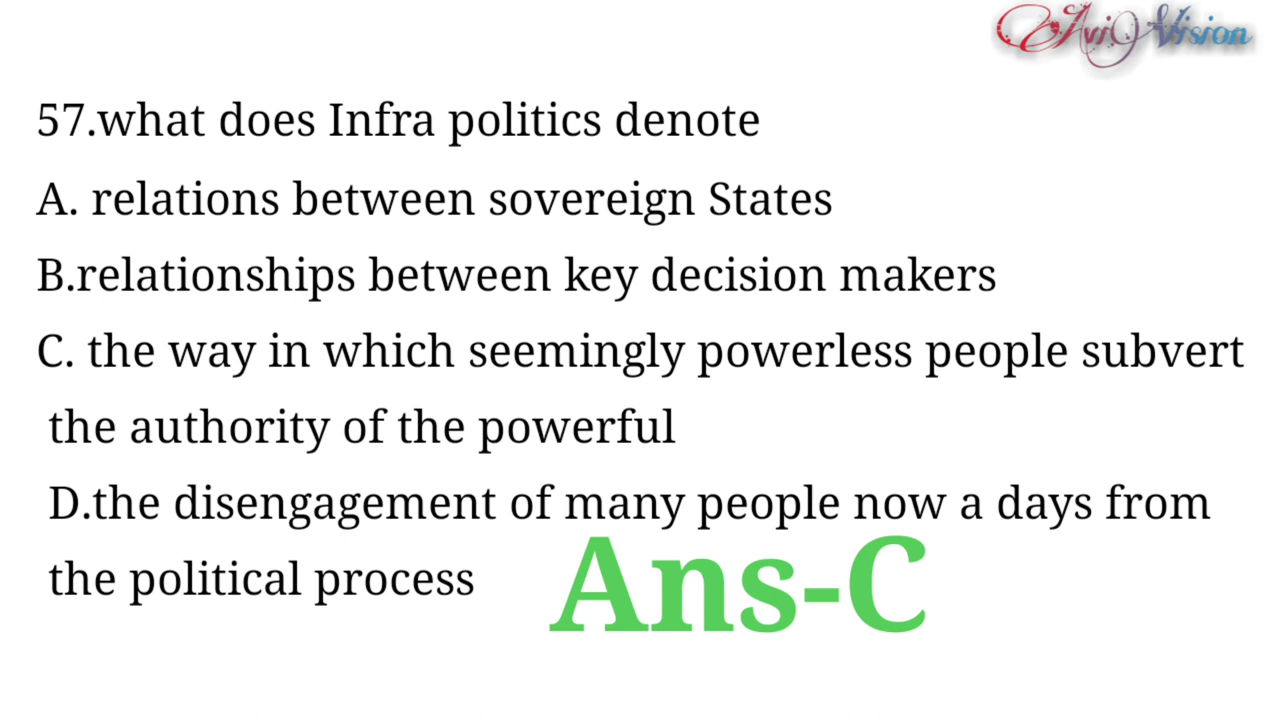 Avi Vision
57.what does Infra politics denote
A. relations between sovereign States
B.relationships between key decision makers
C. the way in which seemingly powerless people subvert
the authority of the powerful
D.the disengagement of many people now a days from
the political process
Ans-C